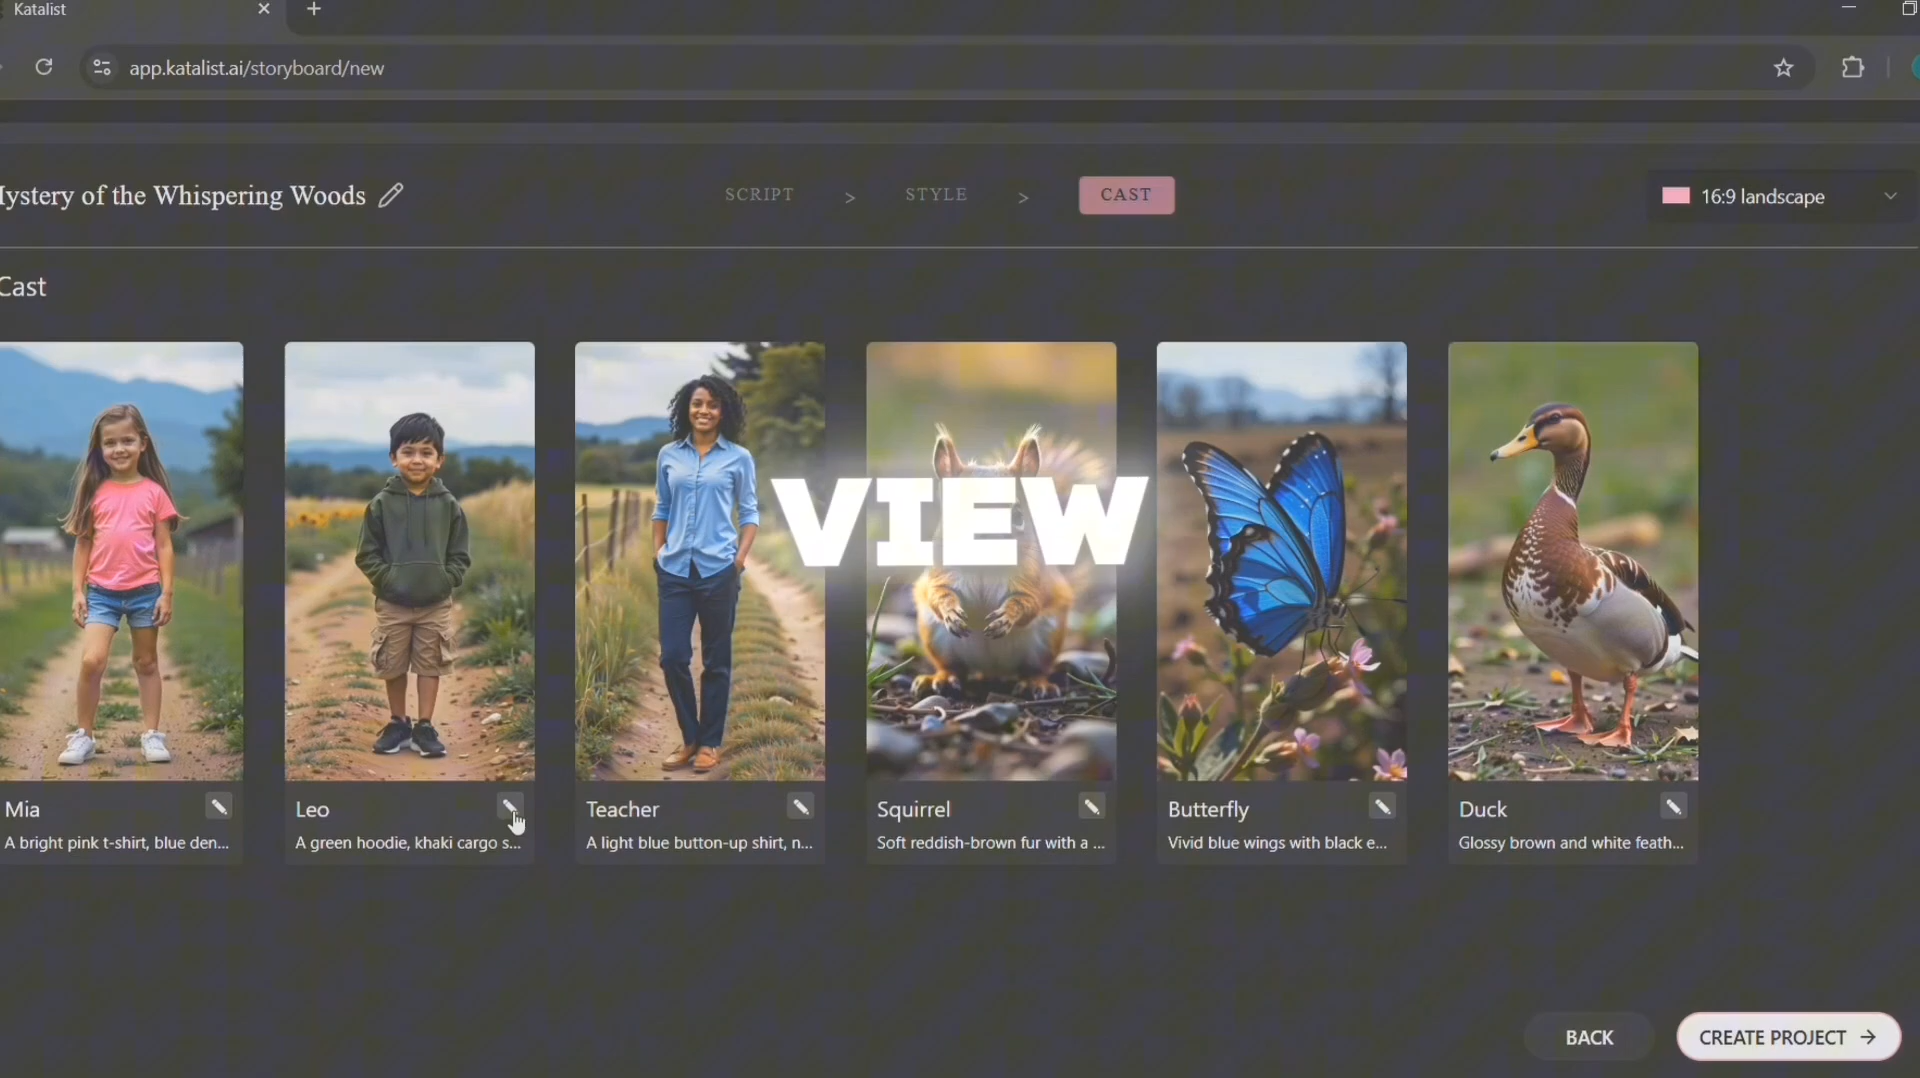 Katalist
app.katalist.ai/storyboard/new
Mystery of the Whispering Woods
SCRIPT > STYLE > CAST
16:9 landscape
Cast
VIEW
Mia
A bright pink t-shirt, blue den...
Leo
A green hoodie, khaki cargo s...
Teacher
A light blue button-up shirt, n...
Squirrel
Soft reddish-brown fur with a ...
Butterfly
Vivid blue wings with black e...
Duck
Glossy brown and white feath...
BACK
CREATE PROJECT →